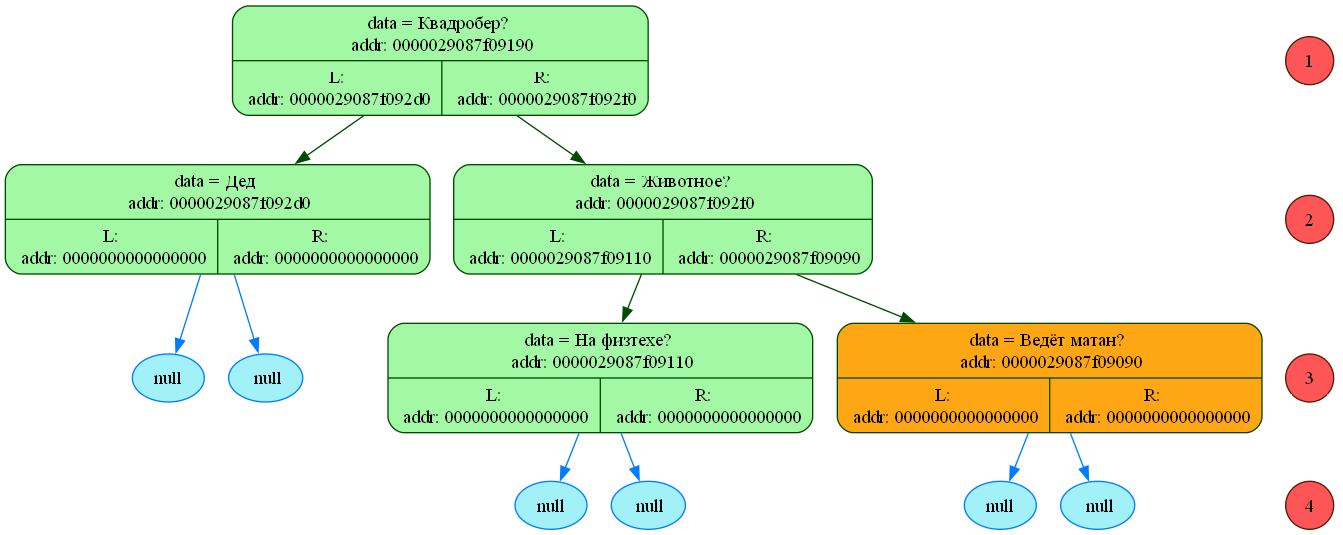 data = Квадробер?
addr: 0000029087f09190
L:
addr: 0000029087f092d0
R:
addr: 0000029087f092f0
1
data = Дед
addr: 0000029087f092d0
L:
addr: 0000000000000000
R:
addr: 0000000000000000
data = Животное?
addr: 0000029087f092f0
L:
addr: 0000029087f09110
R:
addr: 0000029087f09090
2
null
null
data = На физтехе?
addr: 0000029087f09110
L:
addr: 0000000000000000
R:
addr: 0000000000000000
data = Ведёт матан?
addr: 0000029087f09090
L:
addr: 0000000000000000
R:
addr: 0000000000000000
3
null
null
null
null
4